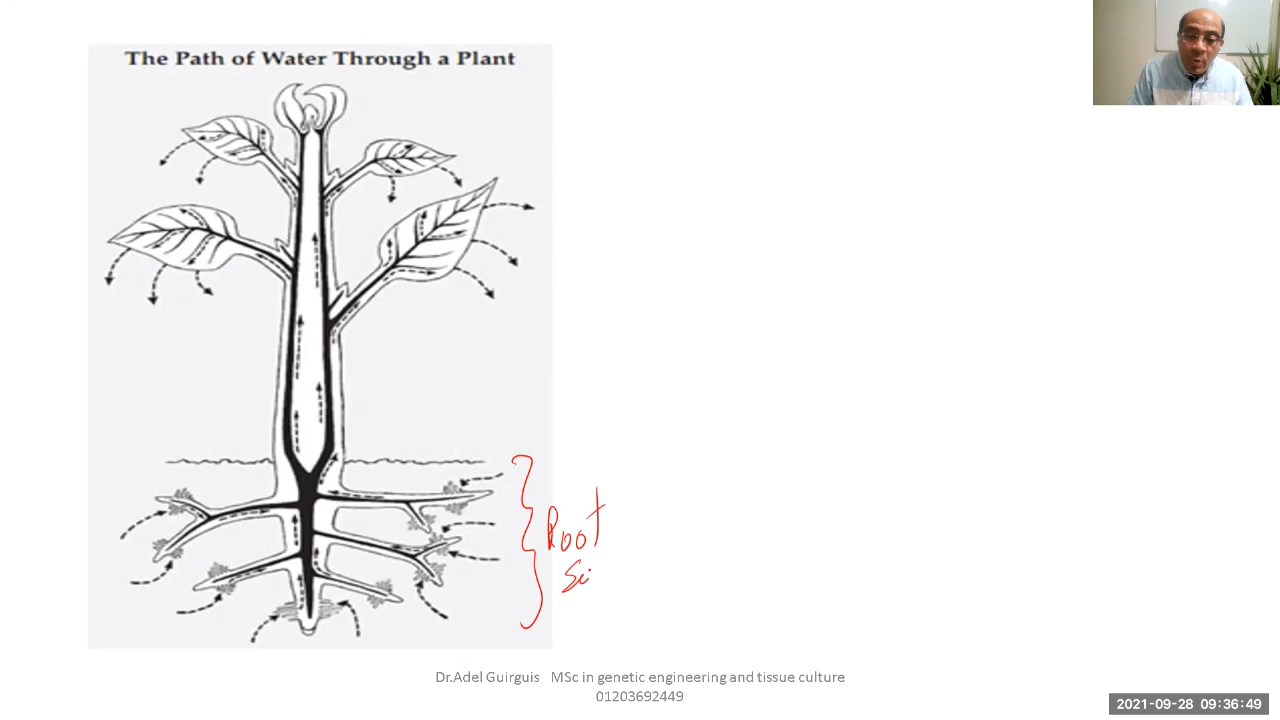 The Path of Water Through a Plant
Root
Si
Dr.Adel Guirguis MSc in genetic engineering and tissue culture
01203692449
2021-09-28 09:36:49